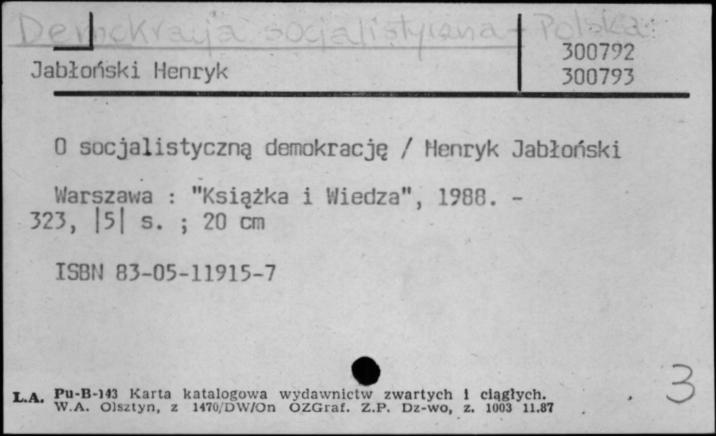 Demokracja socjalistyczna - Polska
300792
Jabłoński Henryk
300793
O socjalistyczną demokrację / Henryk Jabłoński
Warszawa : "Książka i Wiedza", 1988. -
323, |5| s. ; 20 cm
ISBN 83-05-11915-7
3
L.A. Pu-B-143 Karta katalogowa wydawnictw zwartych i ciągłych.
W.A. Olsztyn, z 1470/DW/On OZGraf. Z.P. Dz-wo, z. 1003 11.87